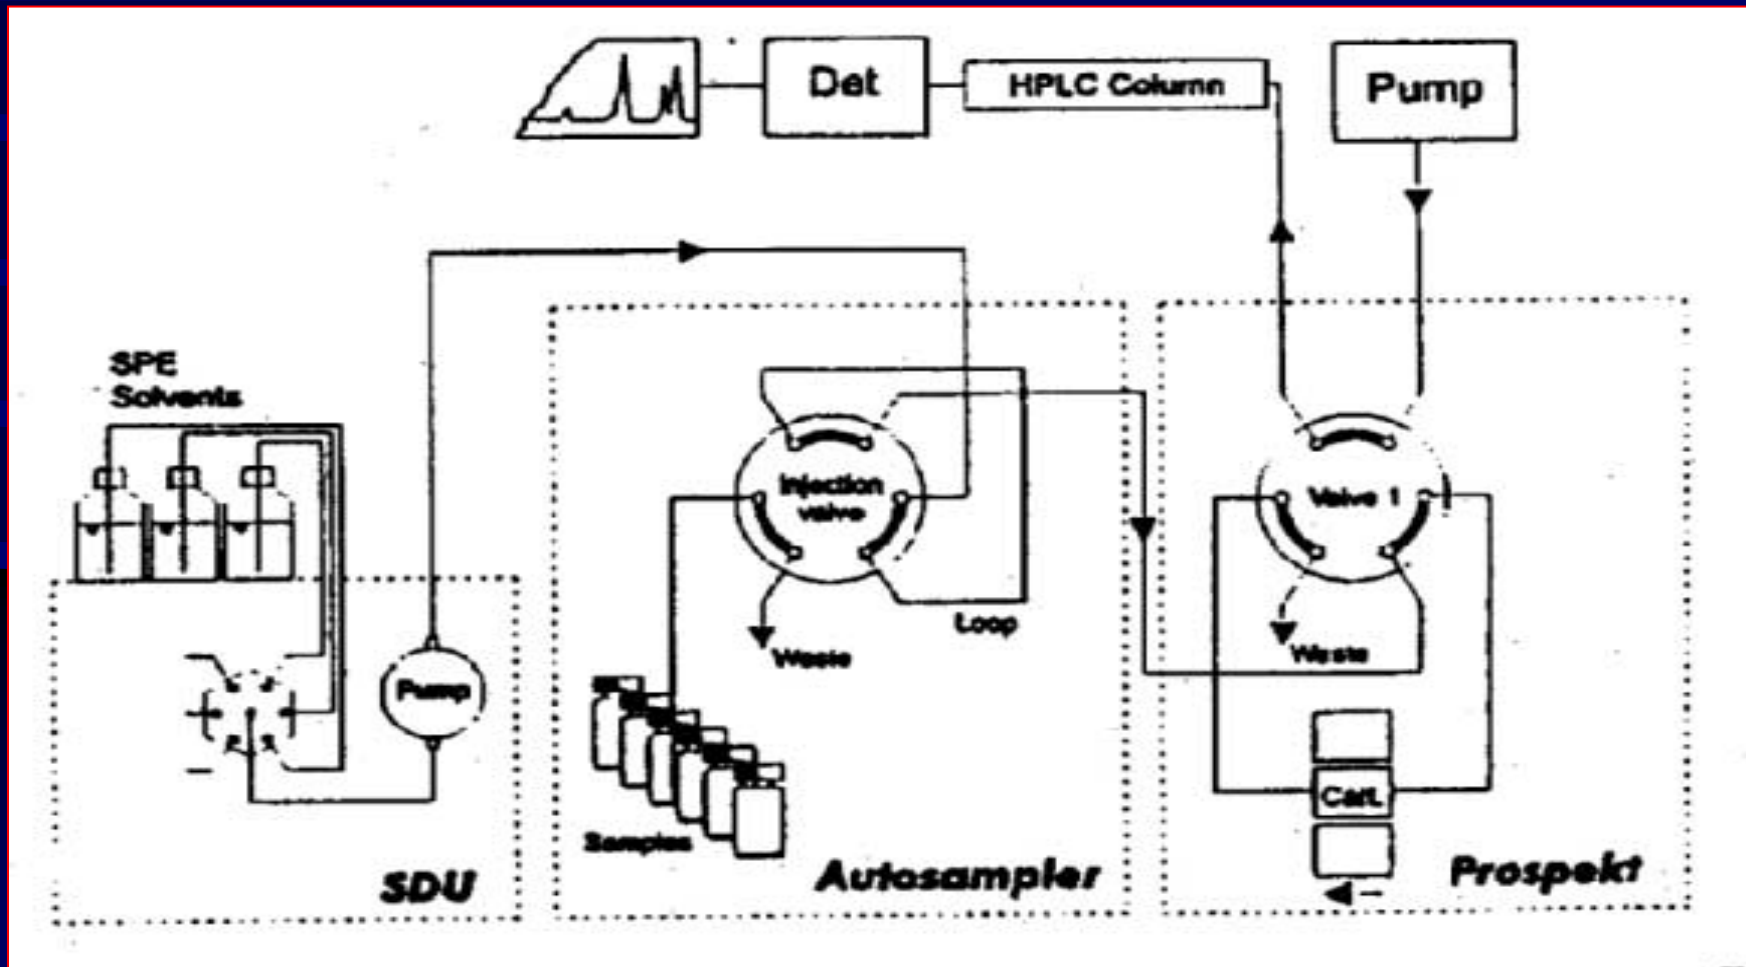 Det
HPLC Column
Pump
SPE
Solvents
Injection
valve
Valve 1
Loop
Waste
Waste
Pump
Cart.
Samples
SDU
Autosampler
Prospekt